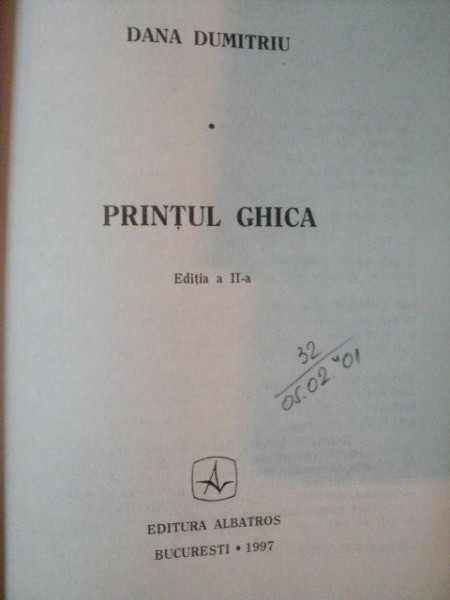 DANA DUMITRIU
•
PRINȚUL GHICA
Ediția a II-a
32
05.02.'01
EDITURA ALBATROS
BUCUREȘTI • 1997